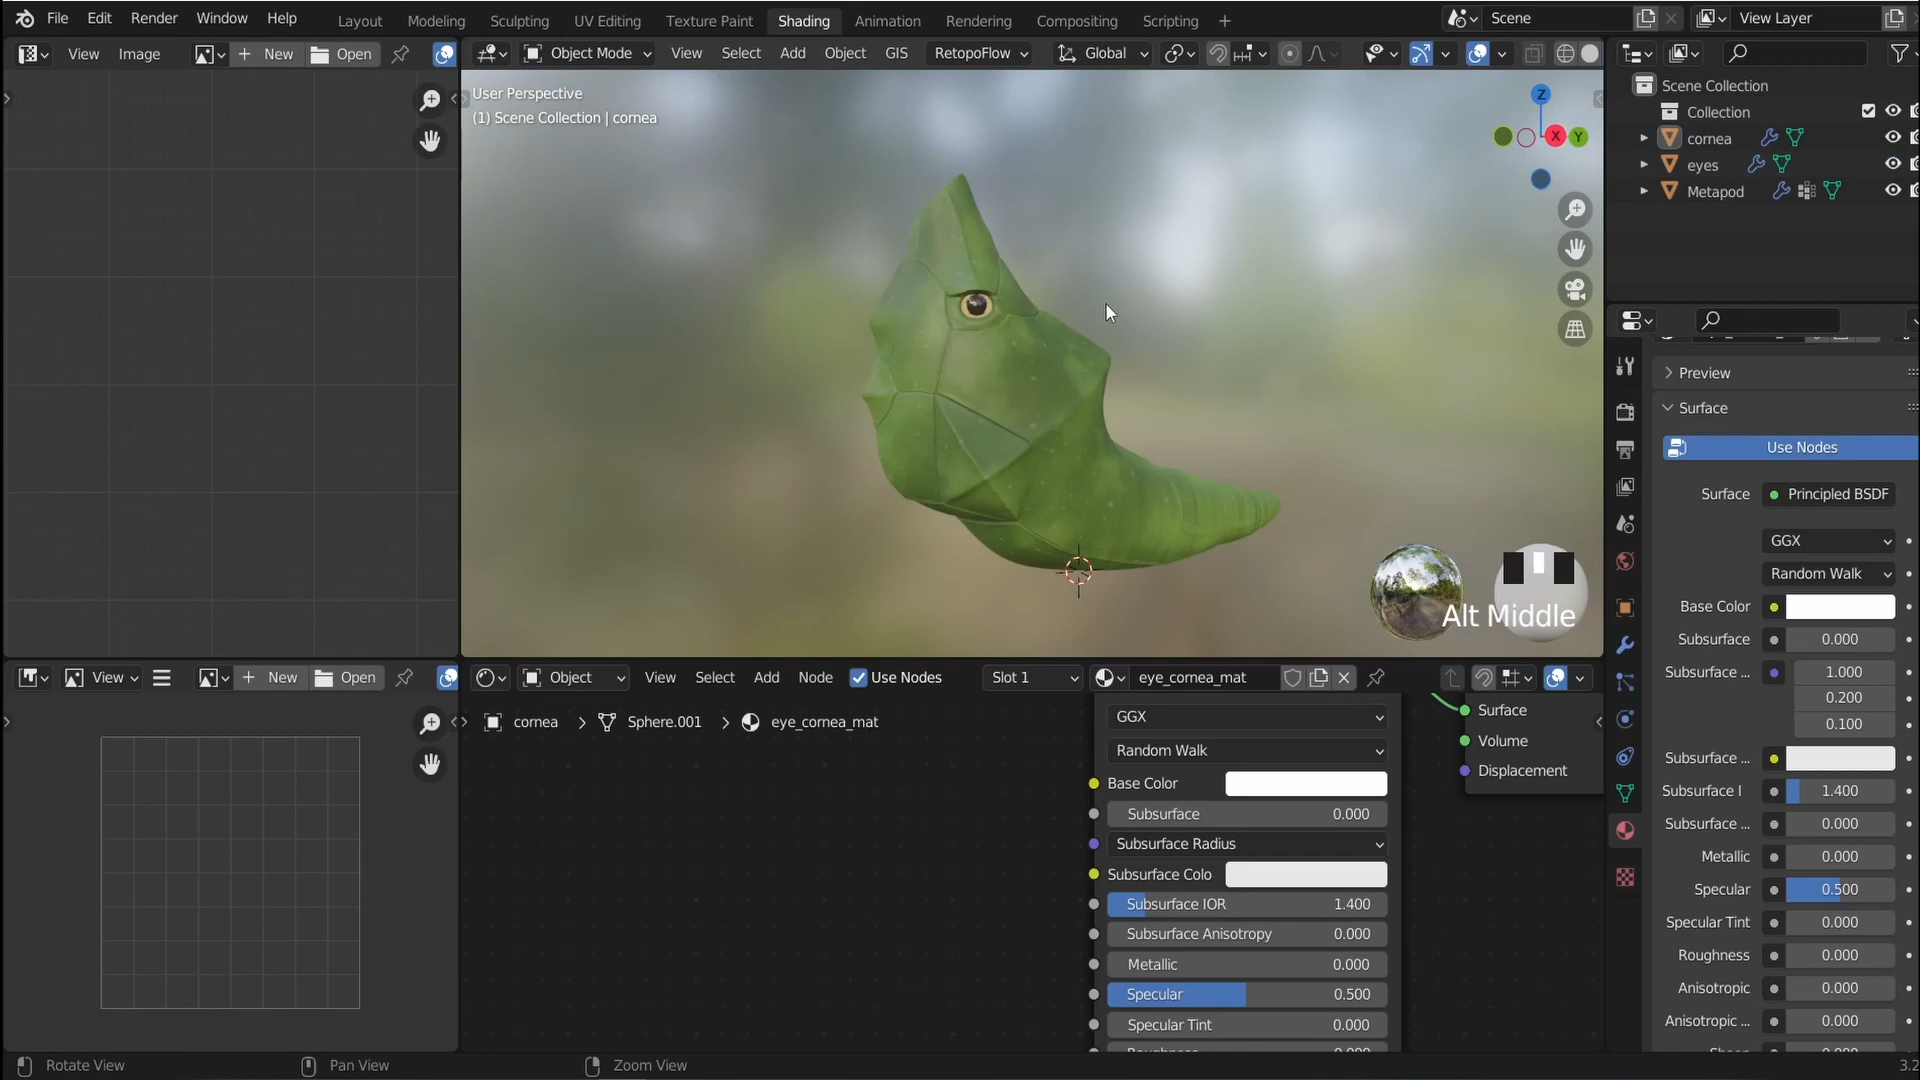 File Edit Render Window Help Layout Modeling Sculpting UV Editing Texture Paint Shading Animation Rendering Compositing Scripting + Scene View Layer
View Image + New Open Object Mode View Select Add Object GIS RetopoFlow Global
User Perspective
(1) Scene Collection | cornea
Z
X
Y
Scene Collection
Collection
cornea
eyes
Metapod
Preview
Surface
Use Nodes
Surface Principled BSDF
GGX
Random Walk
Base Color
Subsurface 0.000
Subsurface ... 1.000
0.200
0.100
Subsurface ...
Subsurface I 1.400
Subsurface ... 0.000
Metallic 0.000
Specular 0.500
Specular Tint 0.000
Roughness 0.000
Anisotropic 0.000
Anisotropic ... 0.000
Alt Middle
View + New Open Object View Select Add Node Use Nodes Slot 1 eye_cornea_mat
cornea > Sphere.001 > eye_cornea_mat
GGX
Random Walk
Base Color
Subsurface 0.000
Subsurface Radius
Subsurface Colo
Subsurface IOR 1.400
Subsurface Anisotropy 0.000
Metallic 0.000
Specular 0.500
Specular Tint 0.000
Surface
Volume
Displacement
Rotate View Pan View Zoom View 3.2